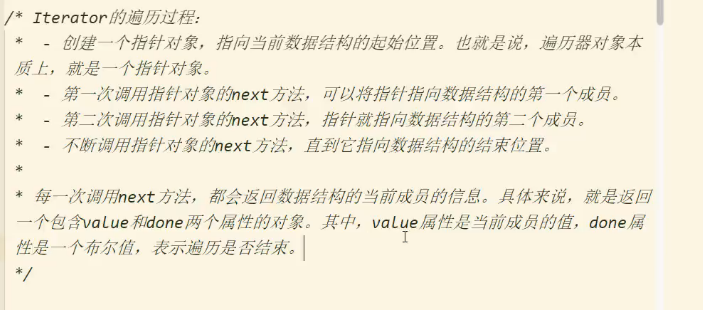 /* Iterator的遍历过程：
*  - 创建一个指针对象，指向当前数据结构的起始位置。也就是说，遍历器对象本
质上，就是一个指针对象。
*  - 第一次调用指针对象的next方法，可以将指针指向数据结构的第一个成员。
*  - 第二次调用指针对象的next方法，指针就指向数据结构的第二个成员。
*  - 不断调用指针对象的next方法，直到它指向数据结构的结束位置。
*
* 每一次调用next方法，都会返回数据结构的当前成员的信息。具体来说，就是返回
一个包含value和done两个属性的对象。其中，value属性是当前成员的值，done属
性是一个布尔值，表示遍历是否结束。
*/